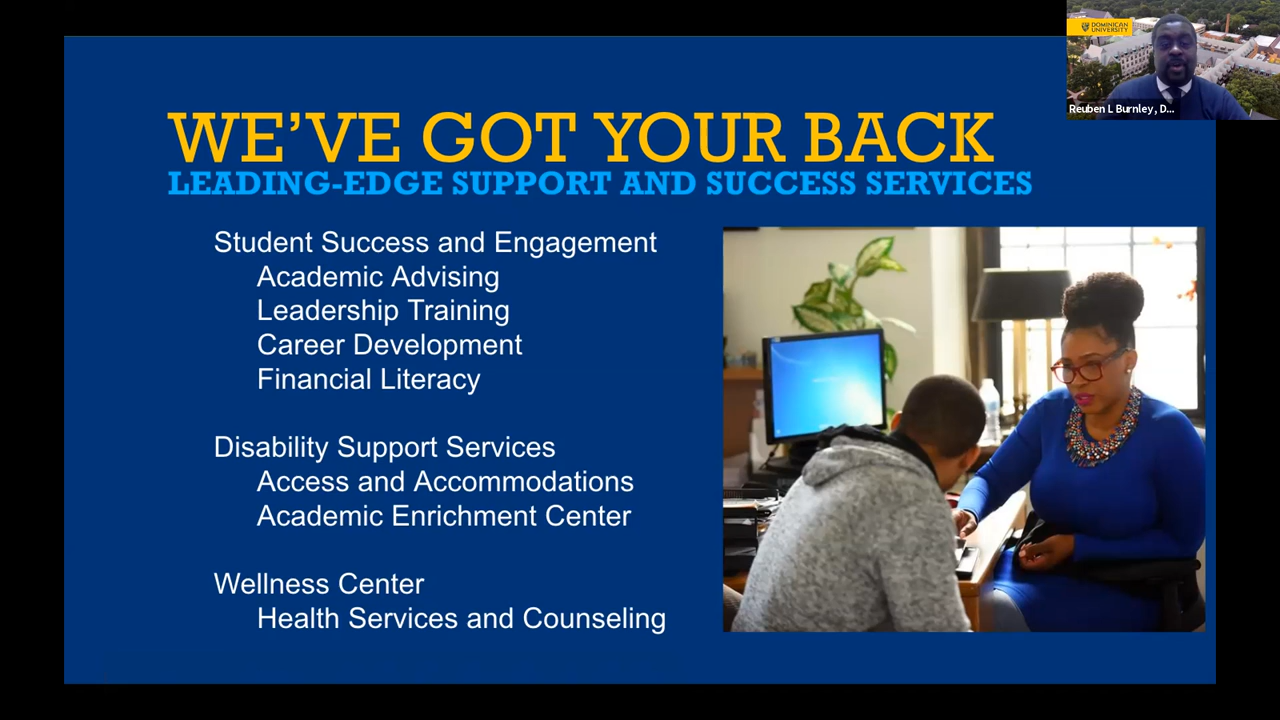 DOMINICAN
UNIVERSITY
Reuben L Burnley, D...
WE'VE GOT YOUR BACK
LEADING-EDGE SUPPORT AND SUCCESS SERVICES
Student Success and Engagement
Academic Advising
Leadership Training
Career Development
Financial Literacy
Disability Support Services
Access and Accommodations
Academic Enrichment Center
Wellness Center
Health Services and Counseling